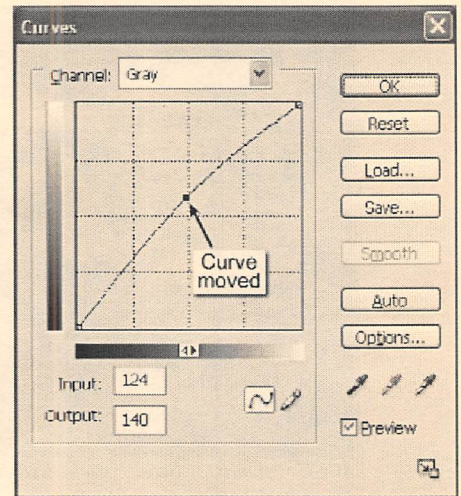 Curves
Channel: Gray
OK
Reset
Load...
Save...
Smooth
Auto
Options...
Curve
moved
Input: 124
Output: 140
Preview